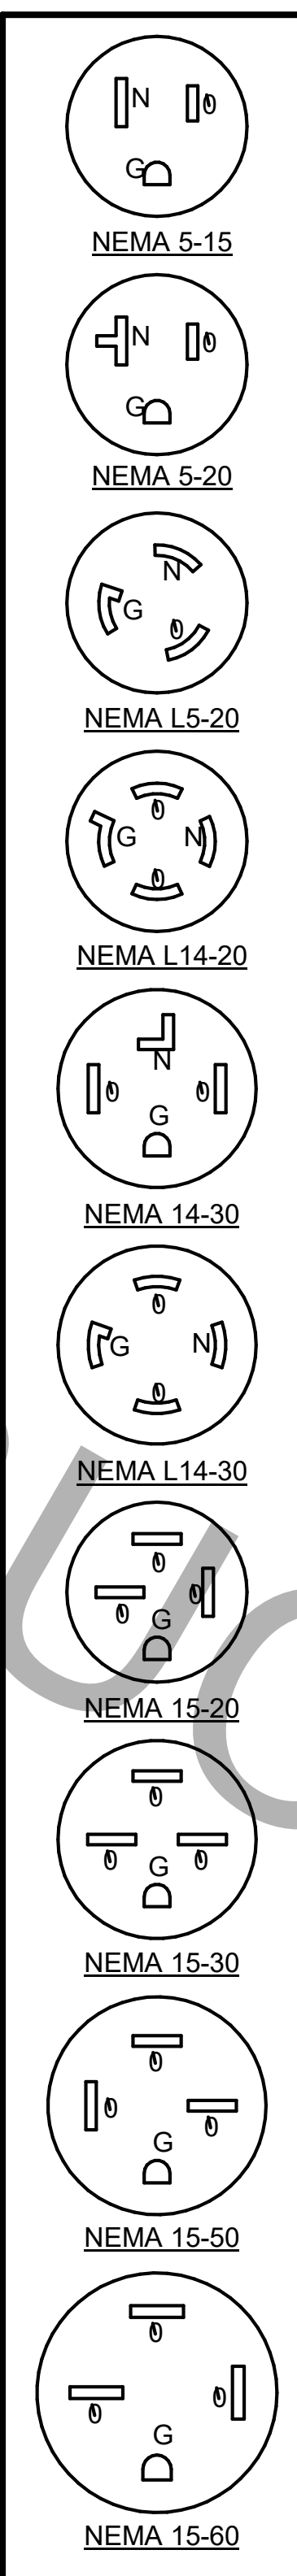 N Ø
G
NEMA 5-15
N Ø
G
NEMA 5-20
N
G
Ø
NEMA L5-20
Ø
G N
Ø
NEMA L14-20
N
Ø Ø
G
NEMA 14-30
Ø
G N
Ø
NEMA L14-30
Ø
Ø
Ø
G
NEMA 15-20
Ø
Ø G Ø
NEMA 15-30
Ø
Ø
Ø
G
NEMA 15-50
Ø
Ø
Ø
G
NEMA 15-60